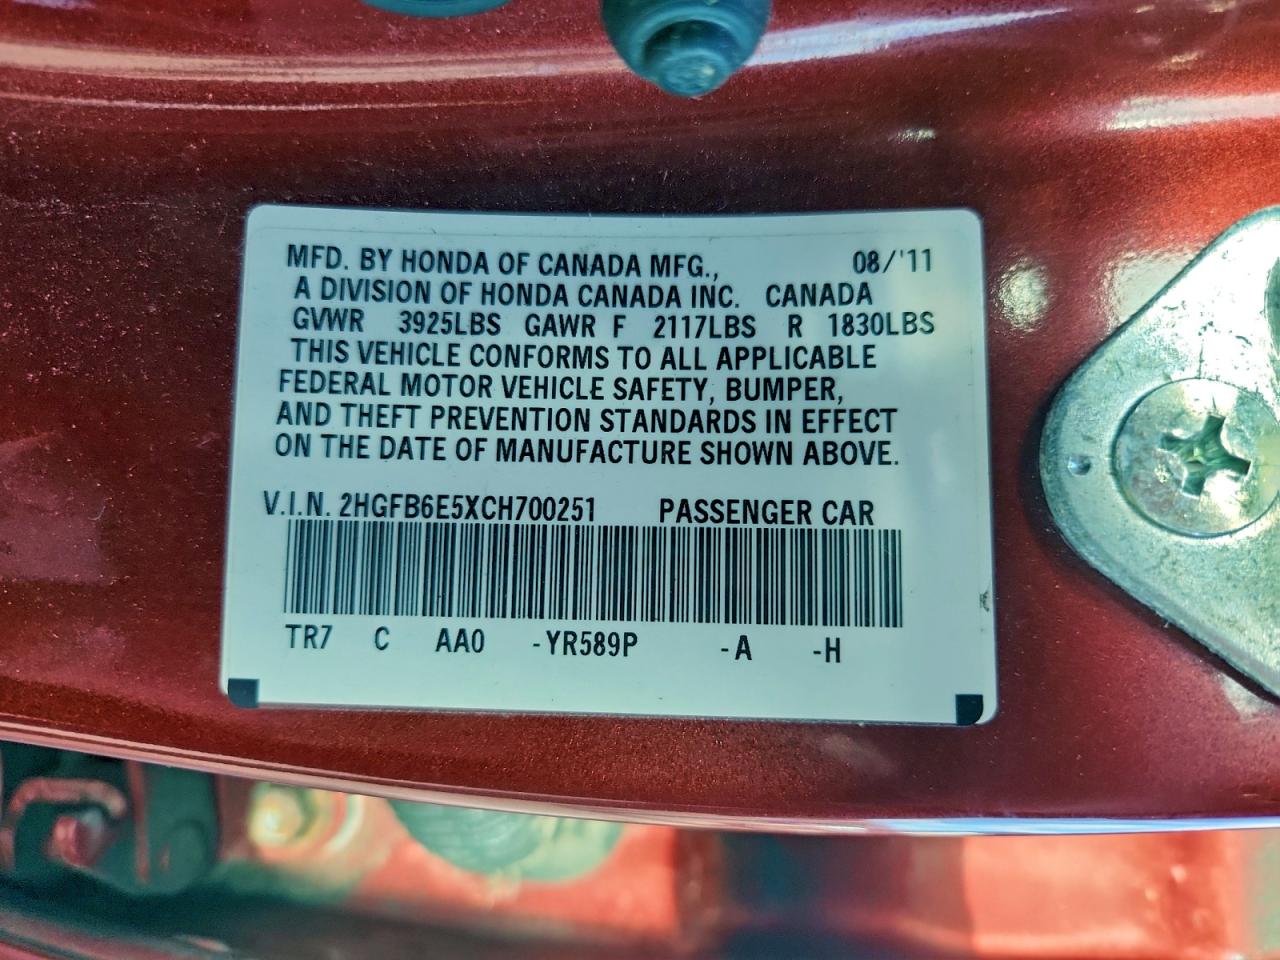 MFD. BY HONDA OF CANADA MFG., 08/'11
A DIVISION OF HONDA CANADA INC. CANADA
GVWR 3925LBS GAWR F 2117LBS R 1830LBS
THIS VEHICLE CONFORMS TO ALL APPLICABLE
FEDERAL MOTOR VEHICLE SAFETY, BUMPER,
AND THEFT PREVENTION STANDARDS IN EFFECT
ON THE DATE OF MANUFACTURE SHOWN ABOVE.
V.I.N. 2HGFB6E5XCH700251 PASSENGER CAR
TR7 C AA0 -YR589P -A -H